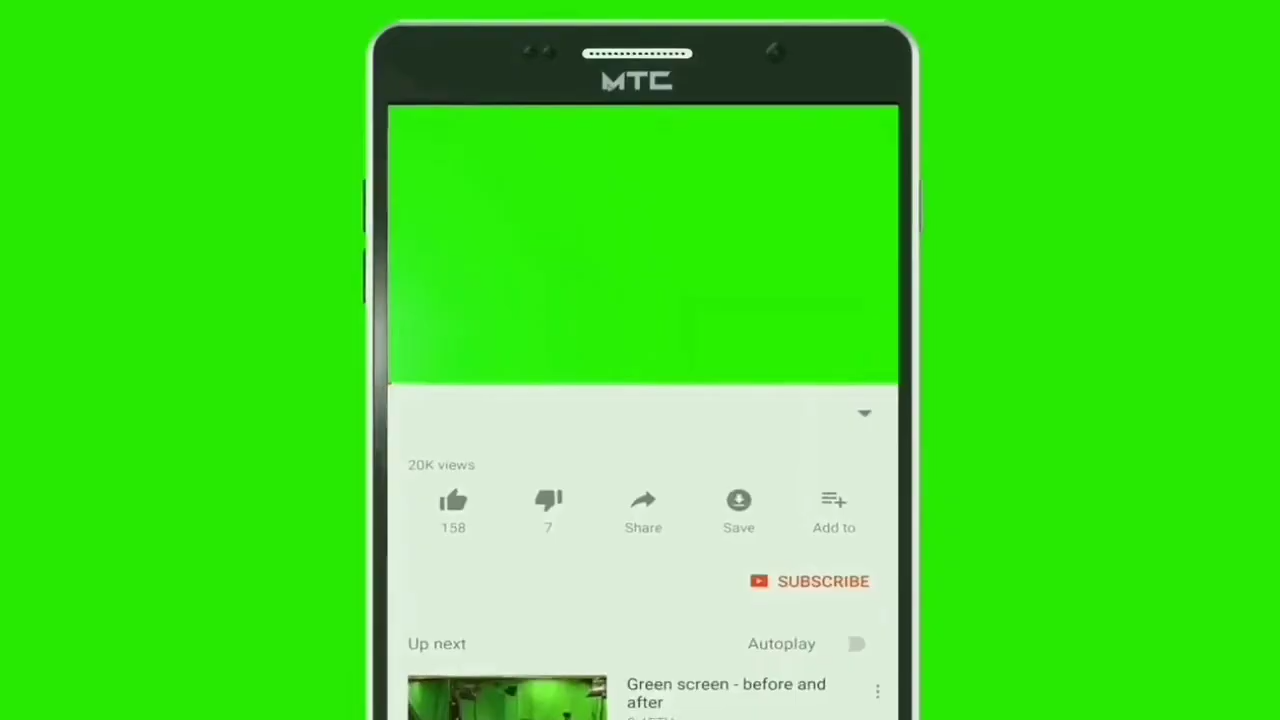 MTC
20K views
158
7
Share
Save
Add to
SUBSCRIBE
Up next
Autoplay
Green screen - before and
after